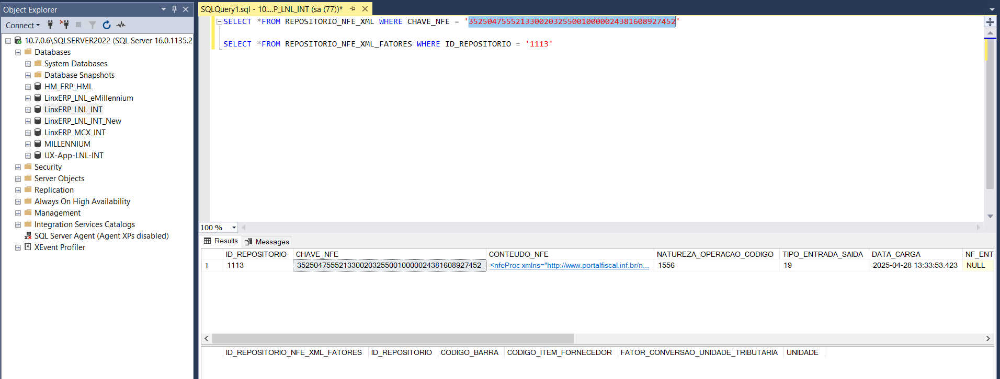 Object Explorer
Connect
10.7.0.6\SQLSERVER2022 (SQL Server 16.0.1135.2
Databases
System Databases
Database Snapshots
HM_ERP_HML
LinxERP_LNL_eMillennium
LinxERP_LNL_INT
LinxERP_LNL_INT_New
LinxERP_MCX_INT
MILLENNIUM
UX-App-LNL-INT
Security
Server Objects
Replication
Always On High Availability
Management
Integration Services Catalogs
SQL Server Agent (Agent XPs disabled)
XEvent Profiler
SQLQuery1.sql - 10....P_LNL_INT (sa (77))*
SELECT *FROM REPOSITORIO_NFE_XML WHERE CHAVE_NFE = '35250475552133002032550010000024381608927452'
SELECT *FROM REPOSITORIO_NFE_XML_FATORES WHERE ID_REPOSITORIO = '1113'
100 %
Results Messages
ID_REPOSITORIO CHAVE_NFE CONTEUDO_NFE NATUREZA_OPERACAO_CODIGO TIPO_ENTRADA_SAIDA DATA_CARGA NF_ENT
1 1113 35250475552133002032550010000024381608927452 <nfeProc xmlns="http://www.portalfiscal.inf.br/n... 1556 19 2025-04-28 13:33:53.423 NULL
ID_REPOSITORIO_NFE_XML_FATORES ID_REPOSITORIO CODIGO_BARRA CODIGO_ITEM_FORNECEDOR FATOR_CONVERSAO_UNIDADE_TRIBUTARIA UNIDADE